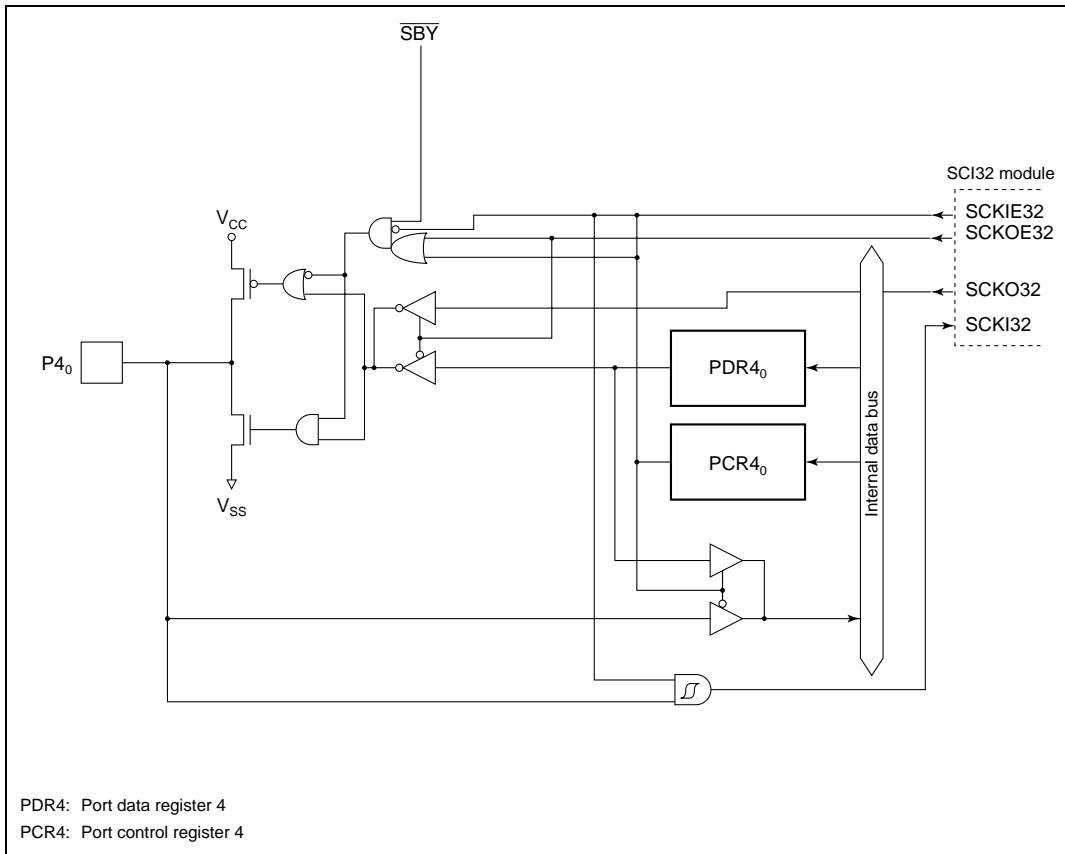 SBY
SCI32 module
SCKIE32
SCKOE32
SCKO32
SCKI32
VCC
P40
VSS
PDR40
PCR40
Internal data bus
PDR4: Port data register 4
PCR4: Port control register 4